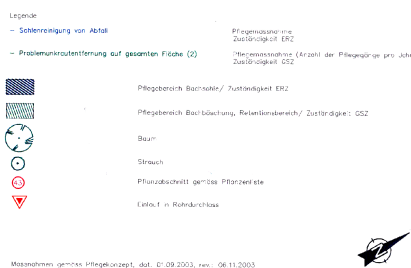 Legende
– Sohlenreinigung von Abfall
Pflegemassnahme
Zuständigkeit ERZ
– Problemunkrautentfernung auf gesamten Fläche (2)
Pflegemassnahme (Anzahl der Pflegegänge pro Jahr
Zuständigkeit GSZ
Pflegebereich Bachsohle/ Zuständigkeit ERZ
Pflegebereich Bachböschung, Retentionsbereich/ Zuständigkeit GSZ
Baum
Strauch
4.3 Pflanzabschnitt gemäss Pflanzenliste
Einlauf in Rohrdurchlass
Massnahmen gemäss Pflegekonzept, dat. 01.09.2003, rev.: 06.11.2003